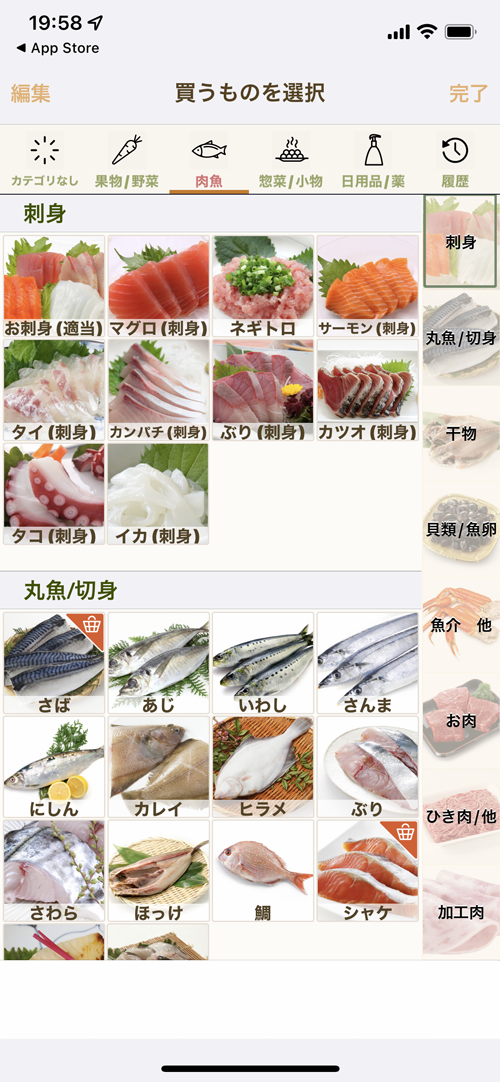 19:58
◀ App Store
編集 買うものを選択 完了
カテゴリなし 果物/野菜 肉魚 惣菜/小物 日用品/薬 履歴
刺身
お刺身(適当) マグロ(刺身) ネギトロ サーモン(刺身)
タイ(刺身) カンパチ(刺身) ぶり(刺身) カツオ(刺身)
タコ(刺身) イカ(刺身)
丸魚/切身
さば あじ いわし さんま
にしん カレイ ヒラメ ぶり
さわら ほっけ 鯛 シャケ
刺身
丸魚/切身
干物
貝類/魚卵
魚介 他
お肉
ひき肉/他
加工肉